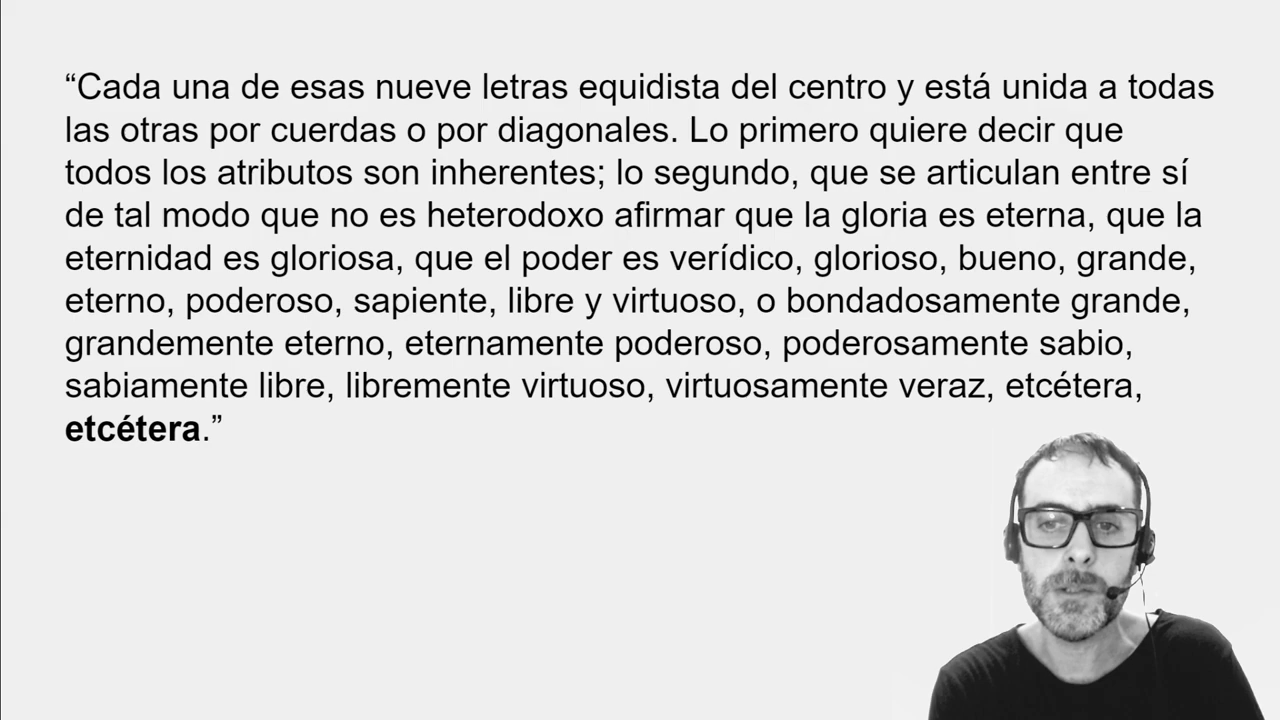 “Cada una de esas nueve letras equidista del centro y está unida a todas
las otras por cuerdas o por diagonales. Lo primero quiere decir que
todos los atributos son inherentes; lo segundo, que se articulan entre sí
de tal modo que no es heterodoxo afirmar que la gloria es eterna, que la
eternidad es gloriosa, que el poder es verídico, glorioso, bueno, grande,
eterno, poderoso, sapiente, libre y virtuoso, o bondadosamente grande,
grandemente eterno, eternamente poderoso, poderosamente sabio,
sabiamente libre, libremente virtuoso, virtuosamente veraz, etcétera,
etcétera.”